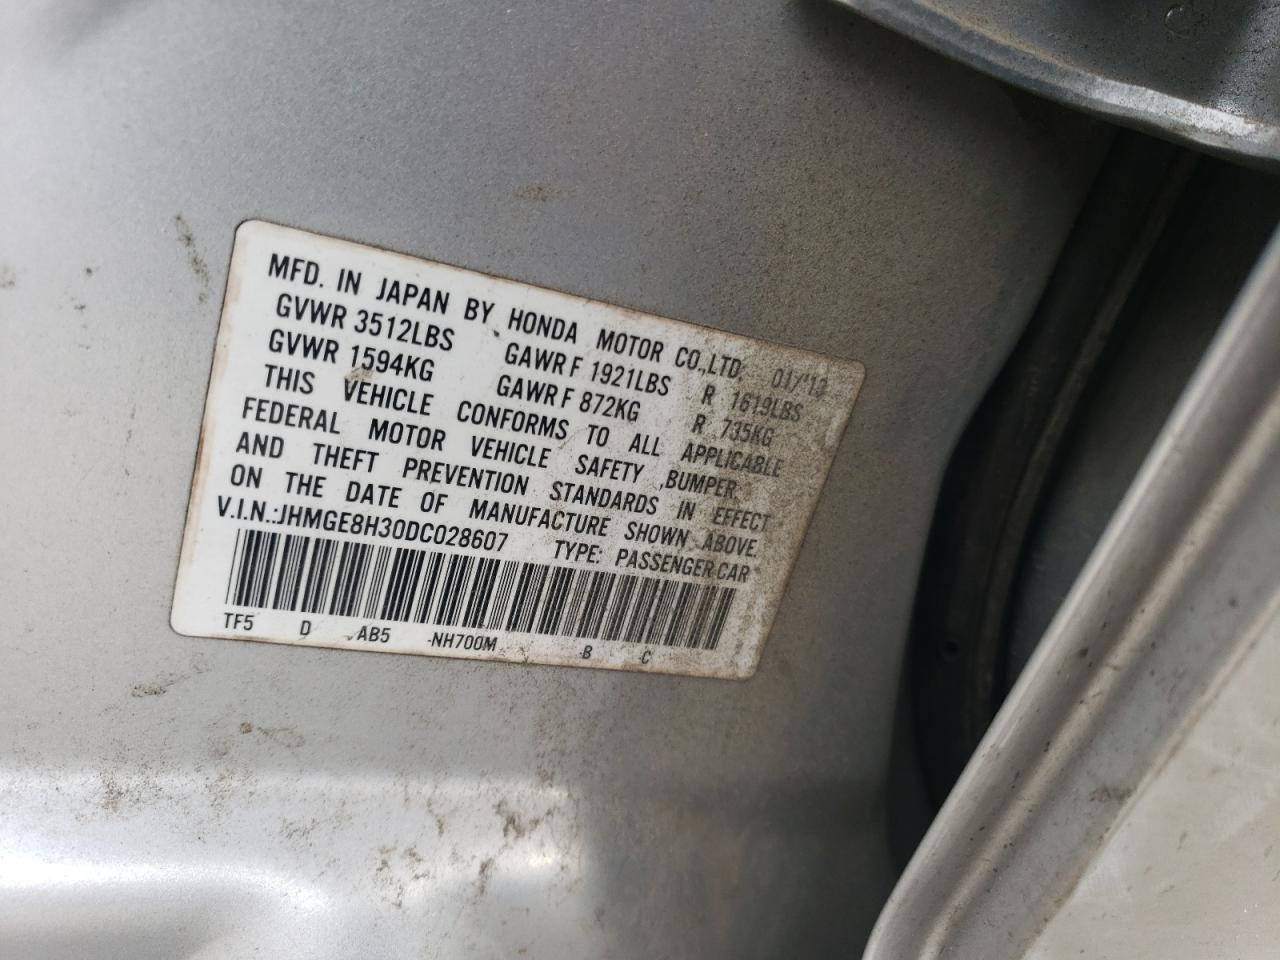 MFD. IN JAPAN BY HONDA MOTOR CO.,LTD. 01/'13
GVWR 3512LBS GAWR F 1921LBS R 1619LBS
GVWR 1594KG GAWR F 872KG R 735KG
THIS VEHICLE CONFORMS TO ALL APPLICABLE
FEDERAL MOTOR VEHICLE SAFETY ,BUMPER,
AND THEFT PREVENTION STANDARDS IN EFFECT
ON THE DATE OF MANUFACTURE SHOWN ABOVE.
V.I.N.:JHMGE8H30DC028607 TYPE: PASSENGER CAR
TF5 D AB5 NH700M B C